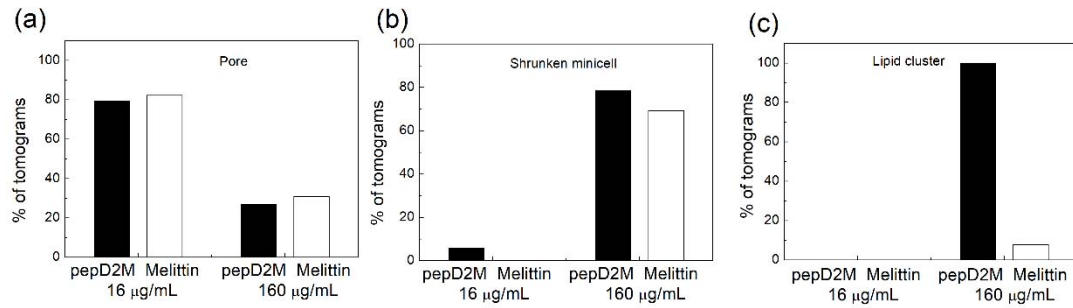 (a)
Pore
% of tomograms
100
80
60
40
20
0
pepD2M Melittin pepD2M Melittin
16 μg/mL 160 μg/mL
(b)
Shrunken minicell
% of tomograms
100
80
60
40
20
0
pepD2M Melittin pepD2M Melittin
16 μg/mL 160 μg/mL
(c)
Lipid cluster
% of tomograms
100
80
60
40
20
0
pepD2M Melittin pepD2M Melittin
16 μg/mL 160 μg/mL